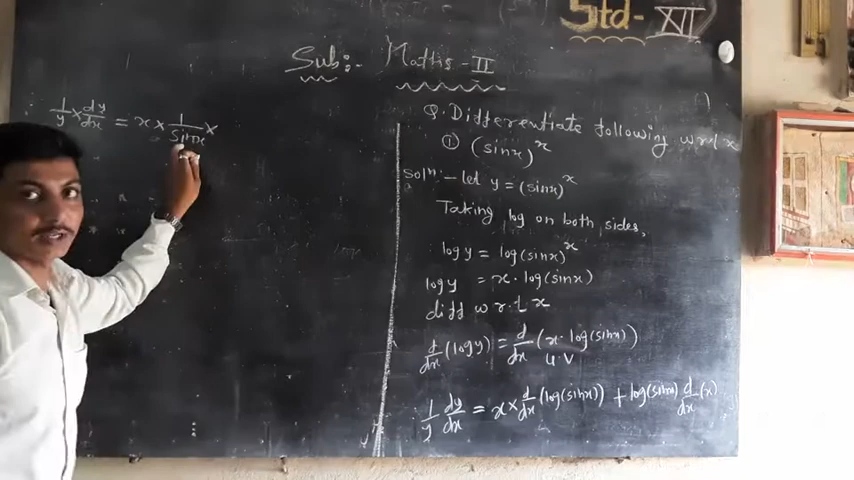 Std - XII
Sub:- Maths - II
Q. Differentiate following w.r.t x
① (sinx)^x
Solⁿ:- let y = (sinx)^x
Taking log on both sides,
log y = log (sinx)^x
log y = x · log (sinx)
diff w.r.t x
d/dx (log y) = d/dx (x · log (sinx))
u · v
1/y dy/dx = x × d/dx (log (sinx)) + log (sinx) d/dx (x)
1/y × dy/dx = x × 1/sinx ×